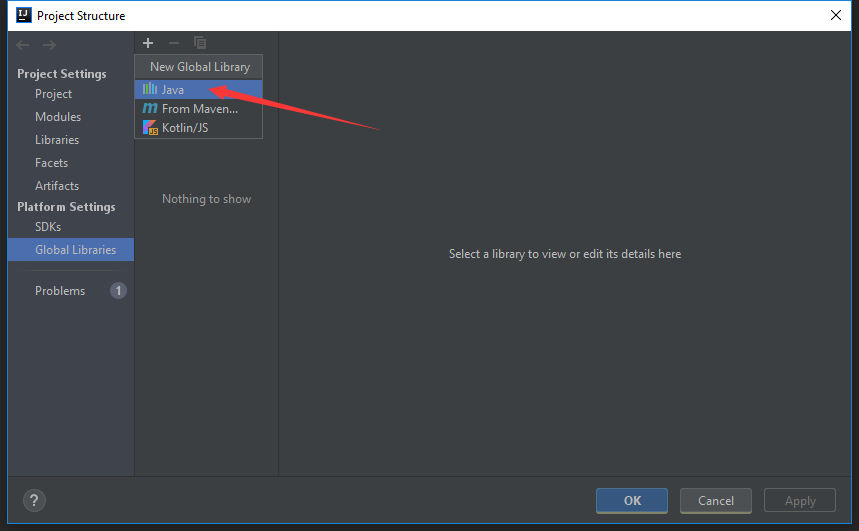 IJ
Project Structure
New Global Library
Project Settings
Java
Project
m From Maven...
Modules
JS Kotlin/JS
Libraries
Facets
Artifacts
Nothing to show
Platform Settings
SDKs
Global Libraries
Select a library to view or edit its details here
Problems
1
?
OK
Cancel
Apply